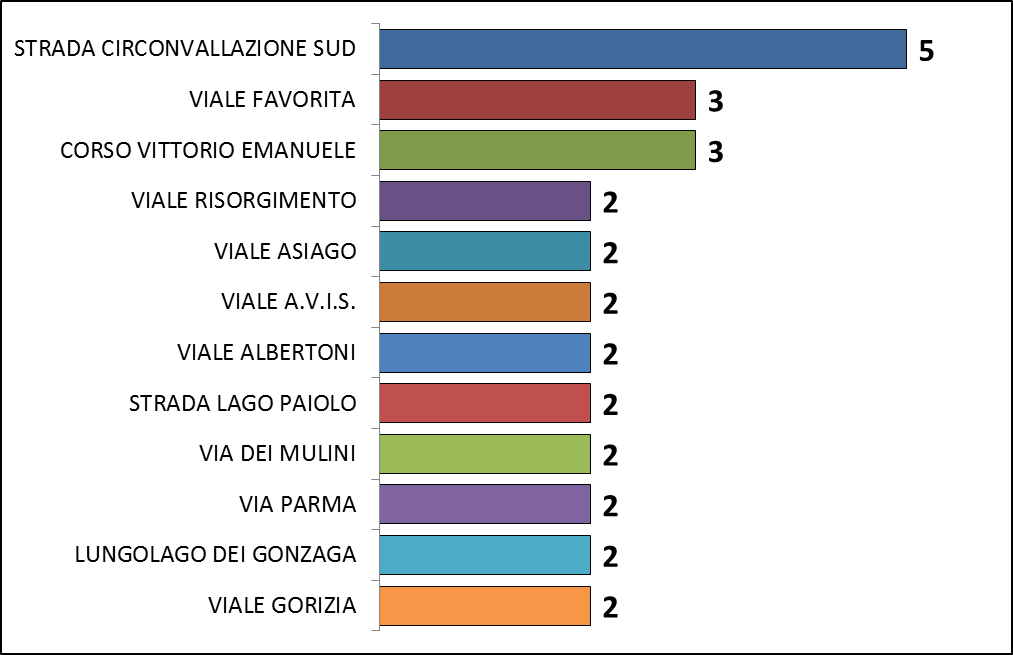 STRADA CIRCONVALLAZIONE SUD 5
VIALE FAVORITA 3
CORSO VITTORIO EMANUELE 3
VIALE RISORGIMENTO 2
VIALE ASIAGO 2
VIALE A.V.I.S. 2
VIALE ALBERTONI 2
STRADA LAGO PAIOLO 2
VIA DEI MULINI 2
VIA PARMA 2
LUNGOLAGO DEI GONZAGA 2
VIALE GORIZIA 2